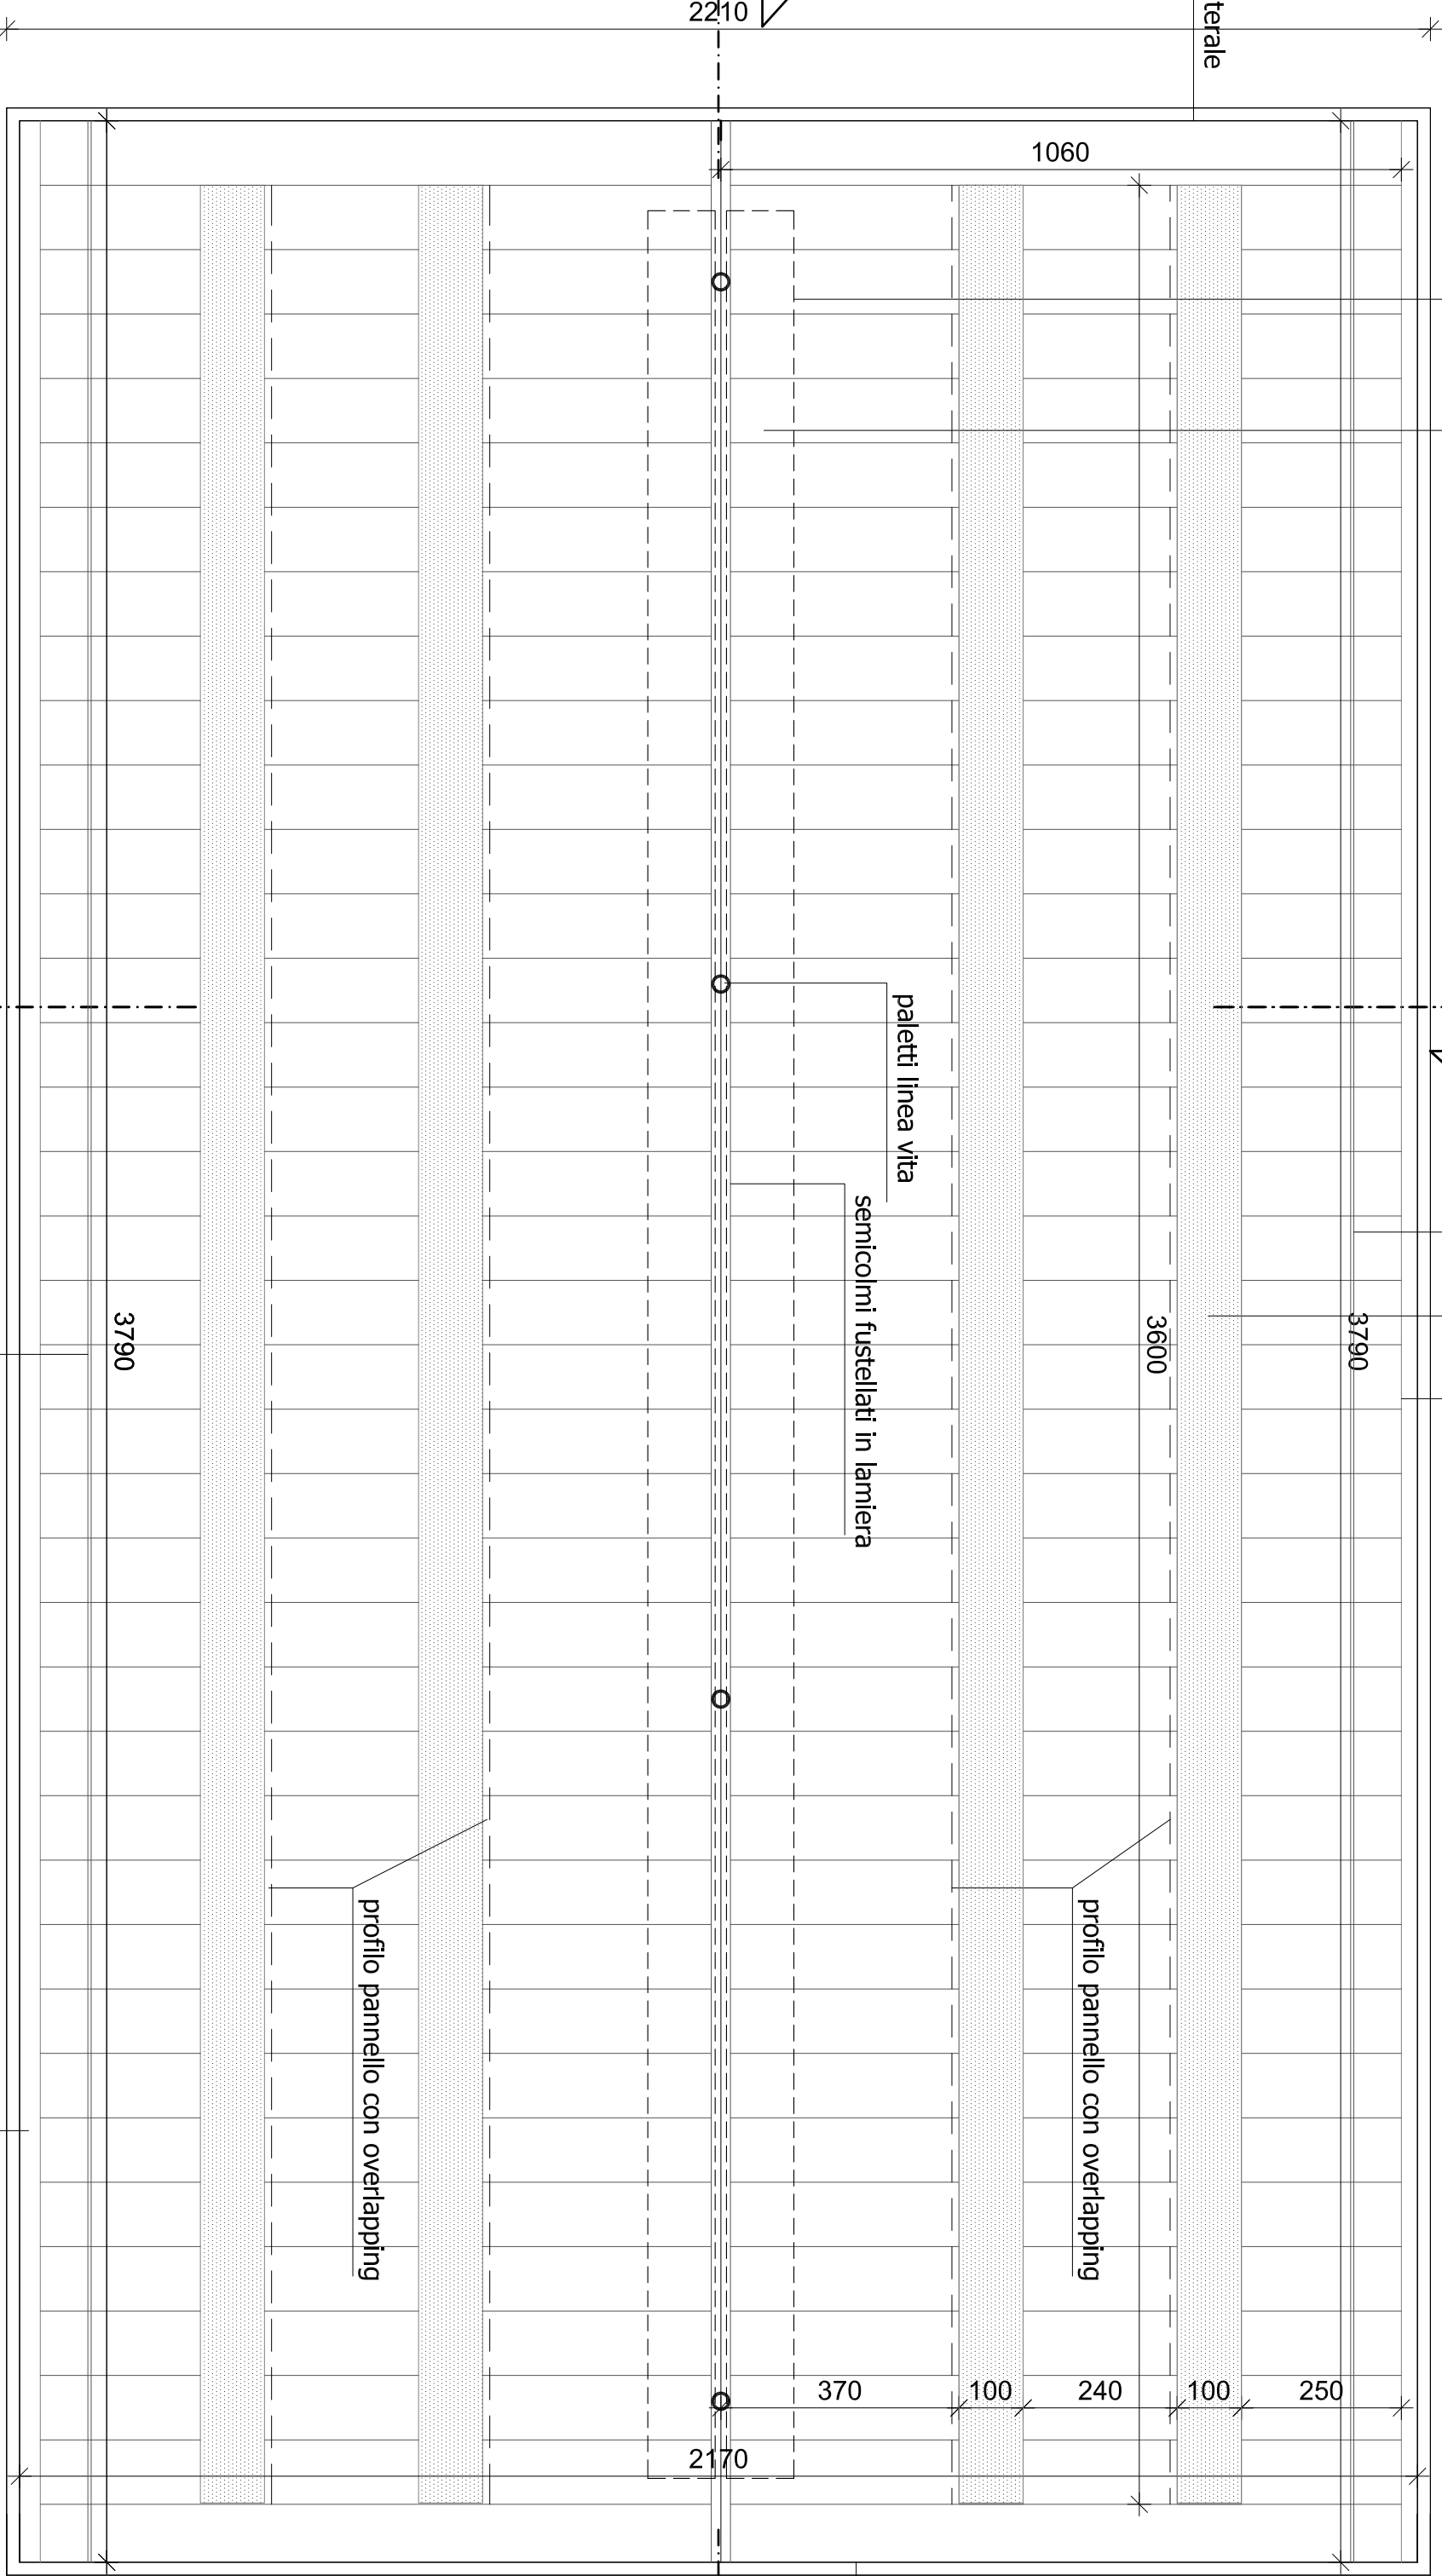 2210
terale
1060
paletti linea vita
semicolmi fustellati in lamiera
3790
3600
3790
profilo pannello con overlapping
profilo pannello con overlapping
370
100
240
100
250
2170